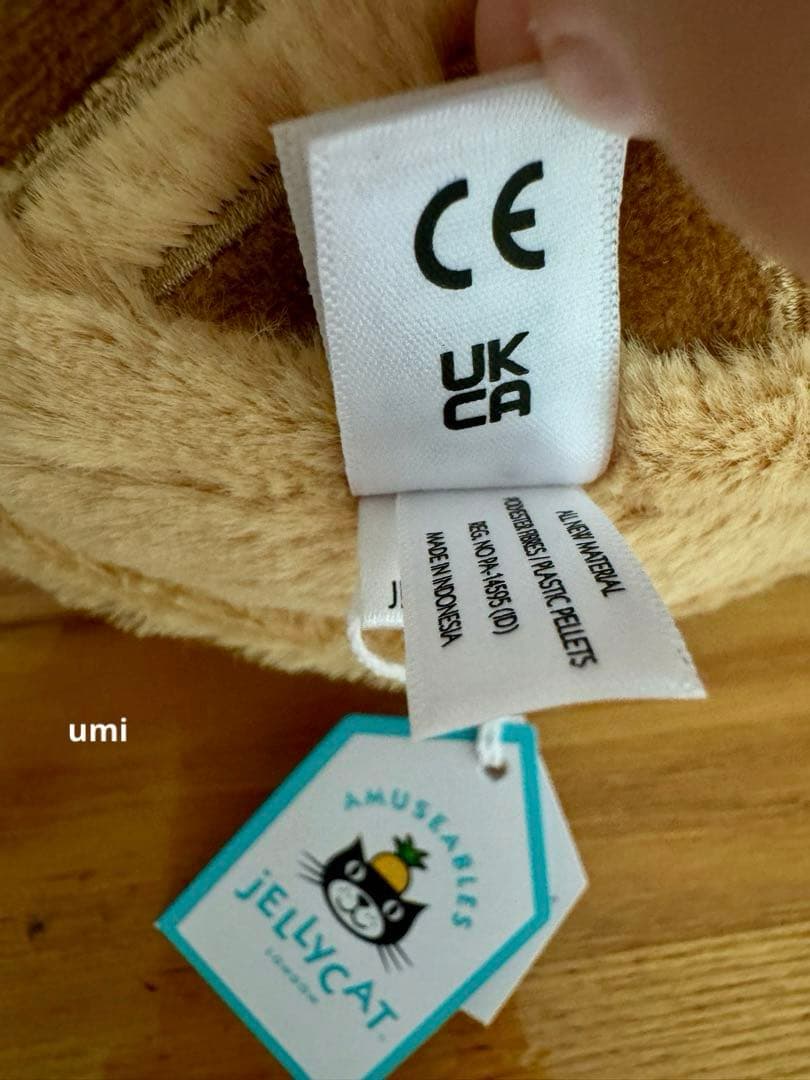 CE
UK
CA
ALL NEW MATERIAL
POLYESTER FIBRES / PLASTIC PELLETS
REG. NO PA-14595 (ID)
MADE IN INDONESIA
J
umi
AMUSEABLES
JELLYCAT
LONDON